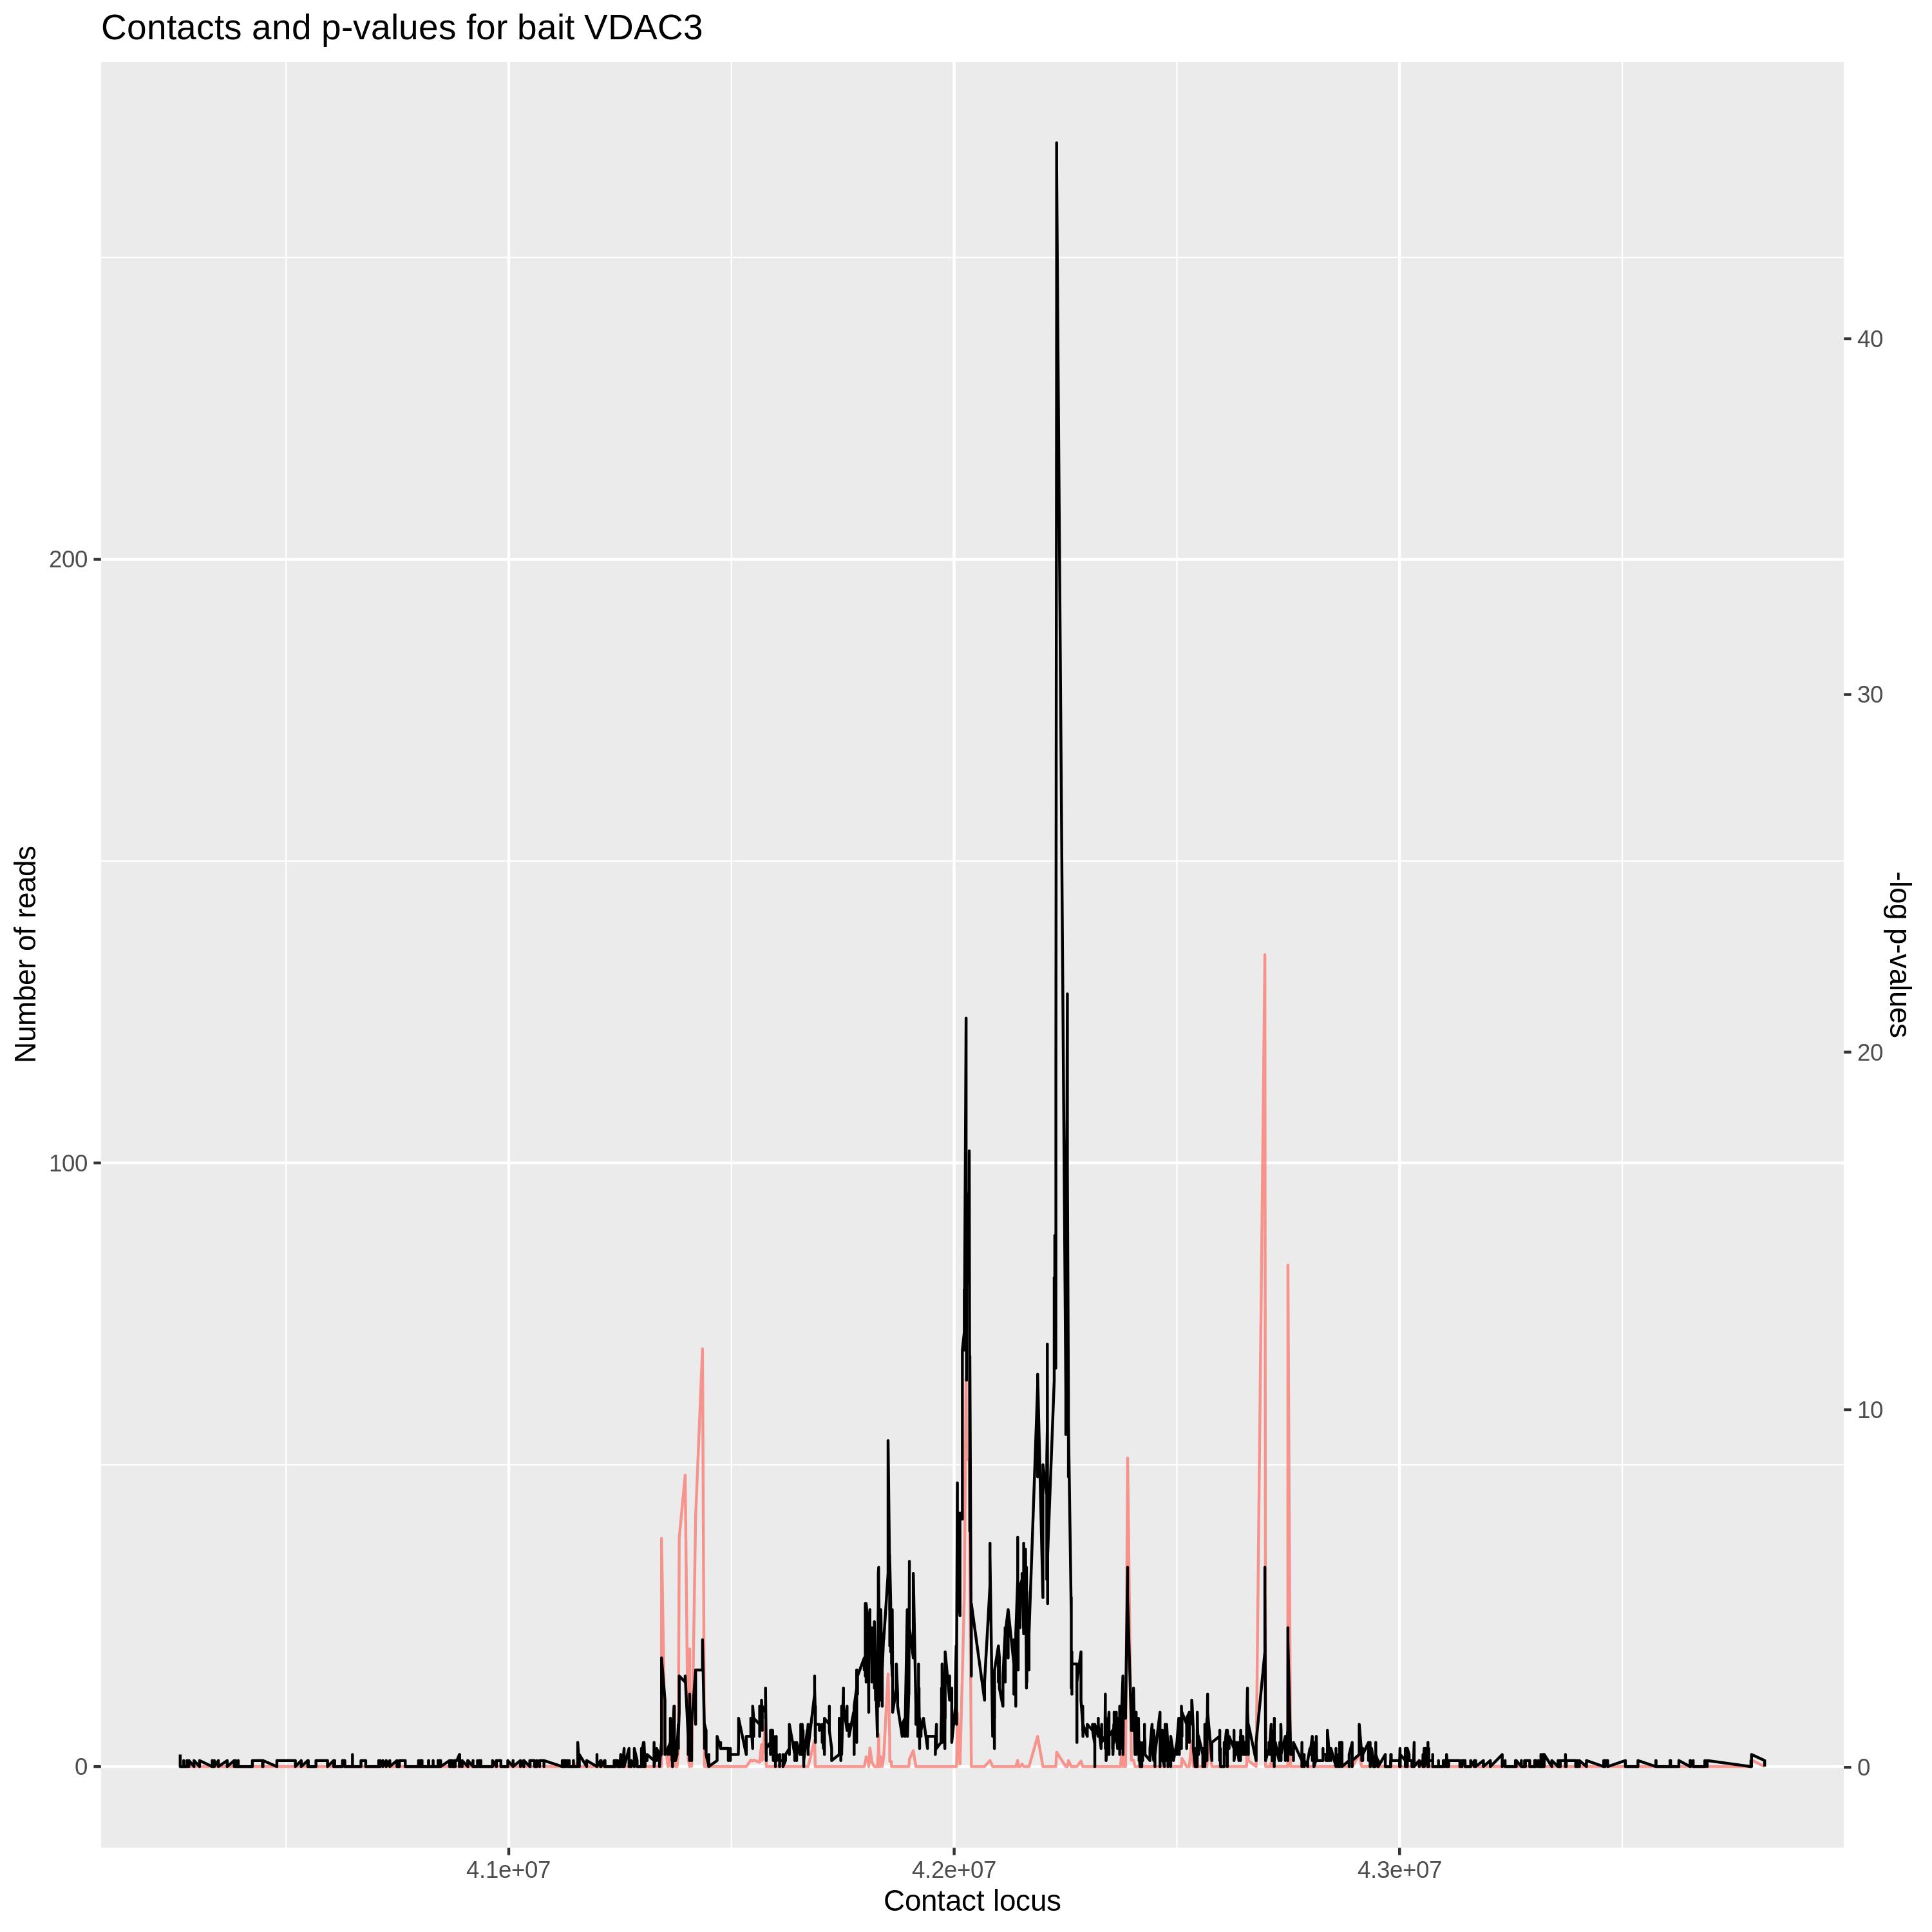 Contacts and p-values for bait VDAC3
Number of reads
200
100
0
40
30
20
10
0
-log p-values
4.1e+07
4.2e+07
4.3e+07
Contact locus